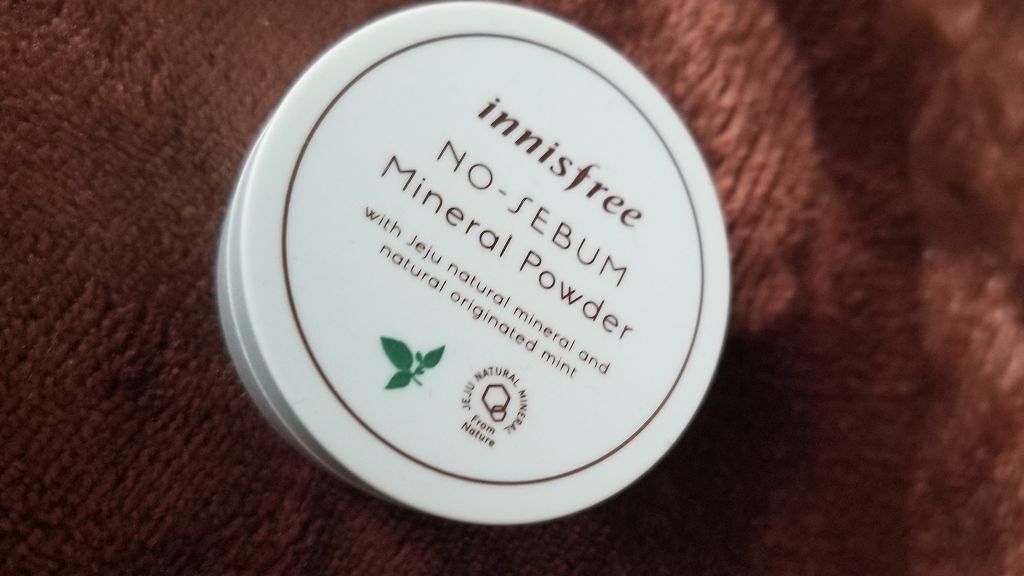 innisfree
NO-SEBUM
Mineral Powder
with Jeju natural mineral and
natural originated mint
JEJU NATURAL MINERAL
From
Nature